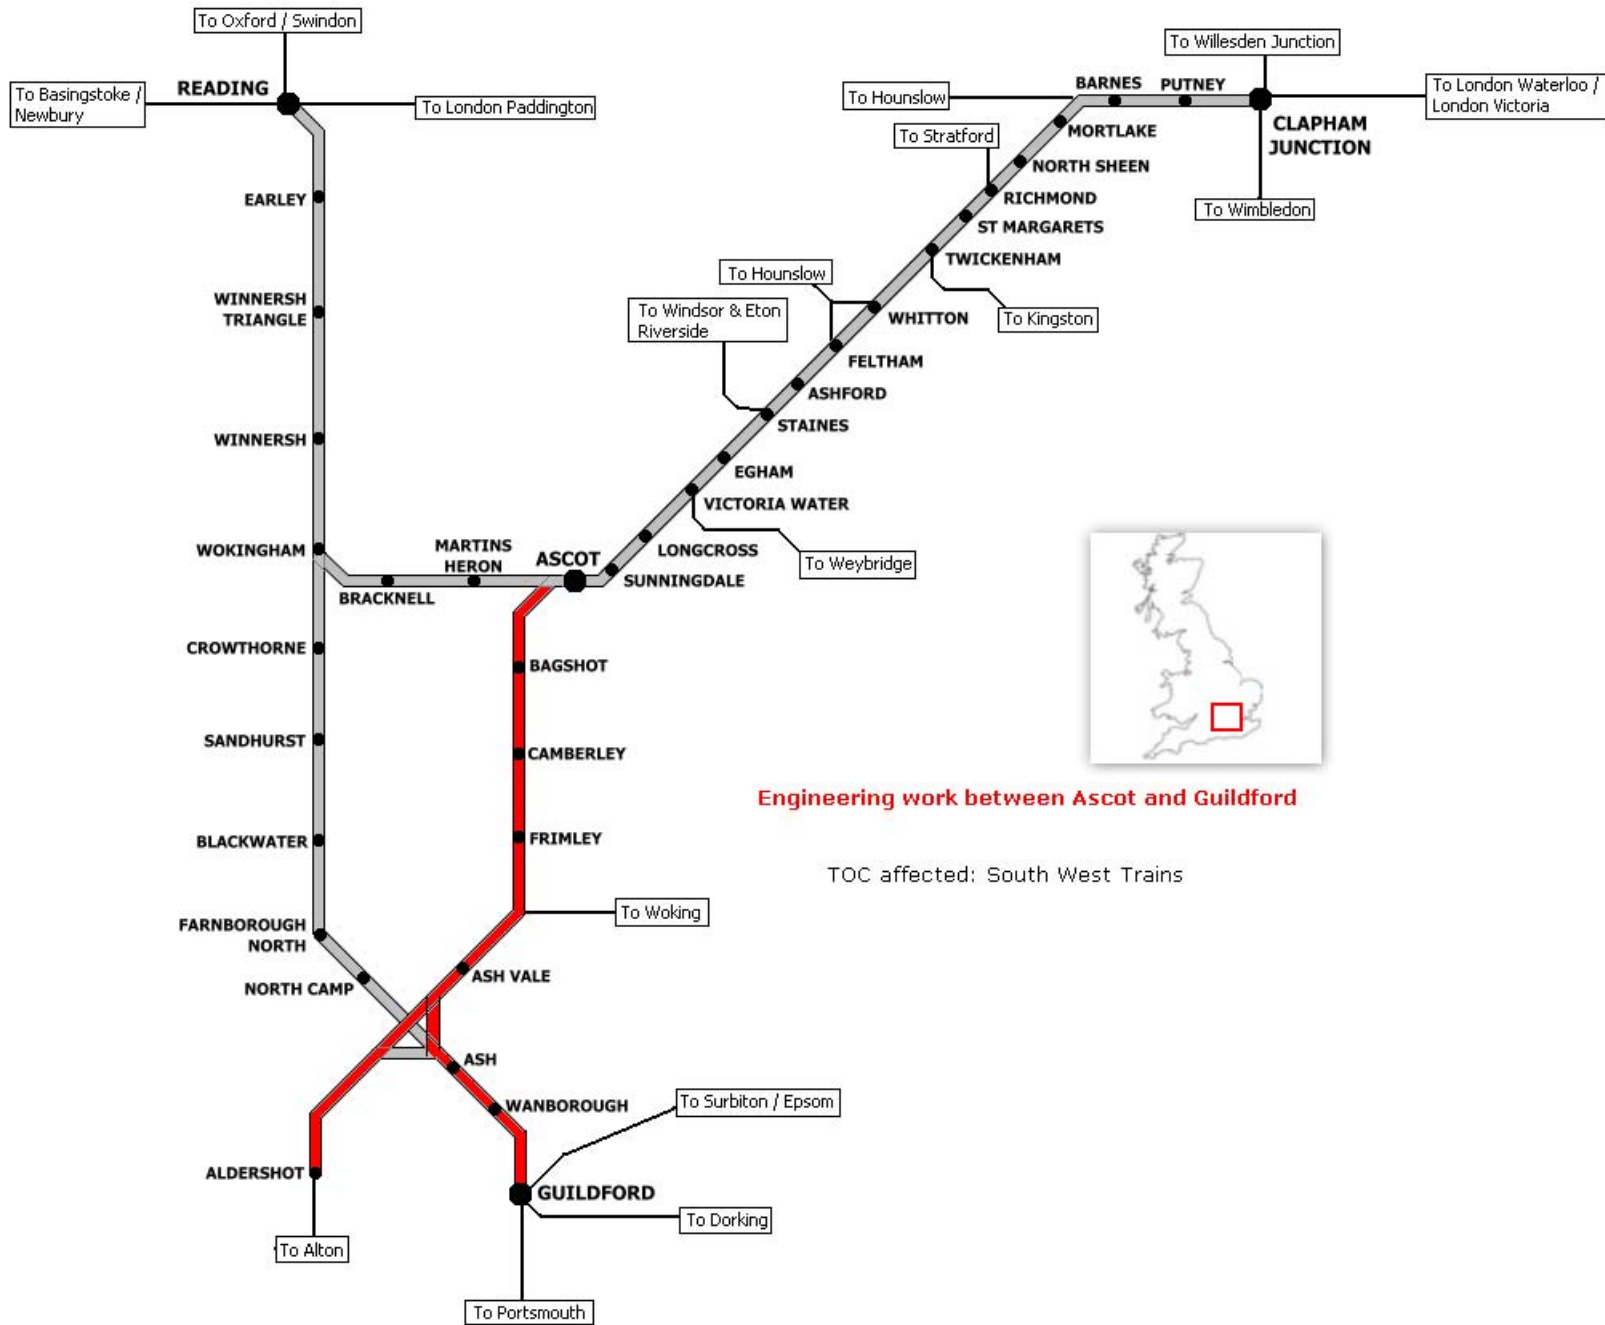 To Oxford / Swindon
READING
To Basingstoke /
Newbury
To London Paddington
To Willesden Junction
BARNES
PUTNEY
To Hounslow
To London Waterloo /
London Victoria
CLAPHAM
JUNCTION
MORTLAKE
To Stratford
NORTH SHEEN
RICHMOND
To Wimbledon
EARLEY
ST MARGARETS
TWICKENHAM
To Hounslow
WINNERSH
TRIANGLE
To Windsor & Eton
Riverside
WHITTON
To Kingston
FELTHAM
ASHFORD
STAINES
WINNERSH
EGHAM
VICTORIA WATER
WOKINGHAM
MARTINS
HERON
ASCOT
LONGCROSS
To Weybridge
SUNNINGDALE
BRACKNELL
CROWTHORNE
BAGSHOT
SANDHURST
CAMBERLEY
Engineering work between Ascot and Guildford
BLACKWATER
FRIMLEY
TOC affected: South West Trains
To Woking
FARNBOROUGH
NORTH
ASH VALE
NORTH CAMP
ASH
WANBOROUGH
To Surbiton / Epsom
ALDERSHOT
GUILDFORD
To Dorking
To Alton
To Portsmouth